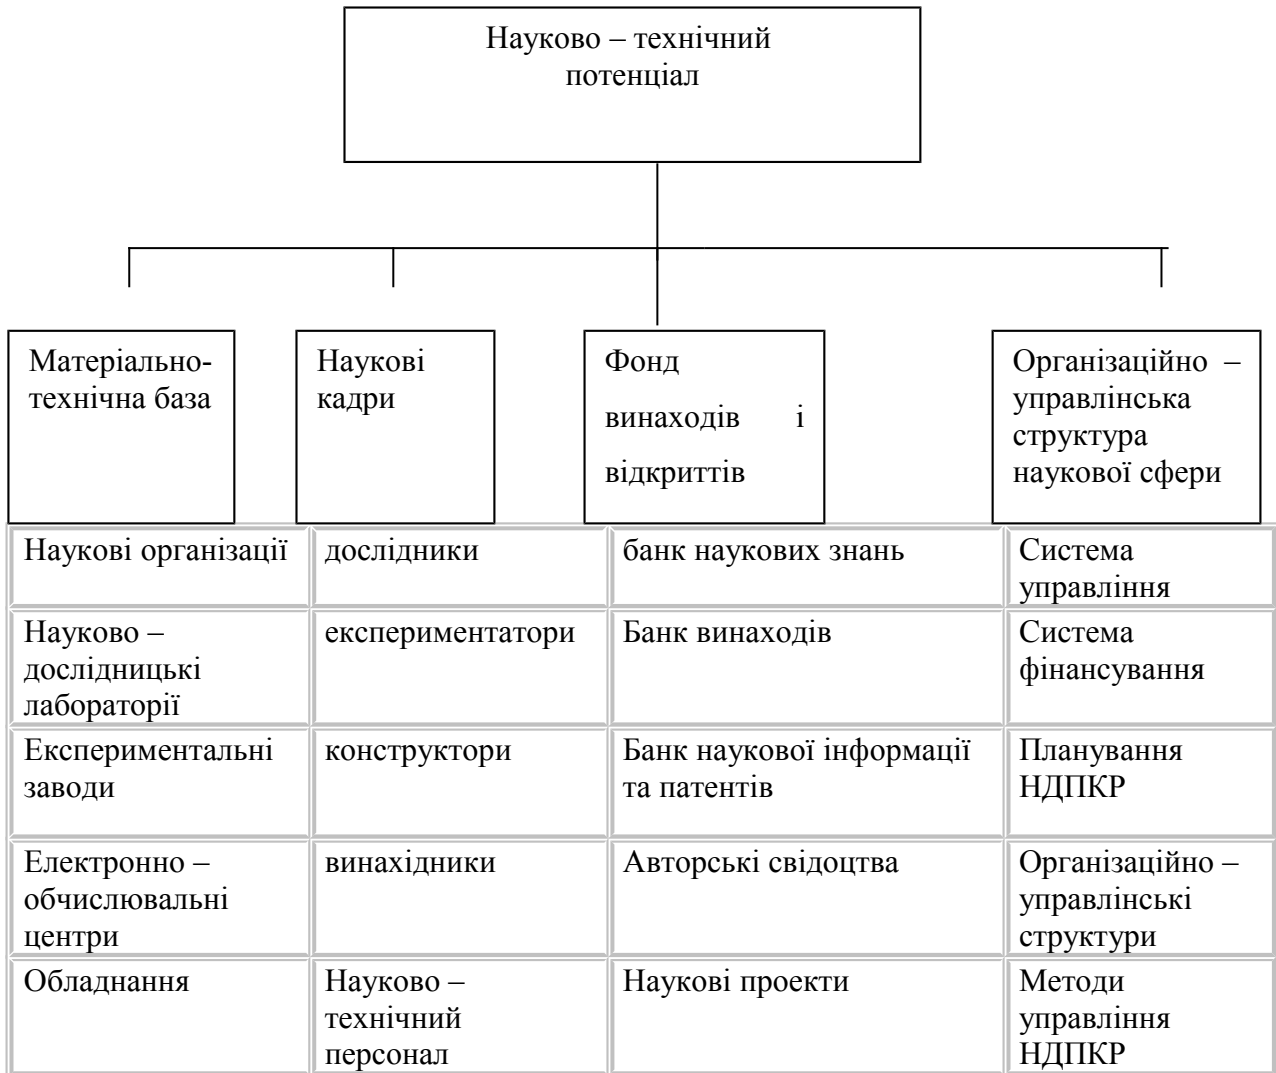 Науково – технічний
потенціал
Матеріально-
технічна база
Наукові
кадри
Фонд
винаходів і
відкриттів
Організаційно –
управлінська
структура
наукової сфери
Наукові організації
дослідники
банк наукових знань
Система
управління
Науково –
дослідницькі
лабораторії
експериментатори
Банк винаходів
Система
фінансування
Експериментальні
заводи
конструктори
Банк наукової інформації
та патентів
Планування
НДПКР
Електронно –
обчислювальні
центри
винахідники
Авторські свідоцтва
Організаційно –
управлінські
структури
Обладнання
Науково –
технічний
персонал
Наукові проекти
Методи
управління
НДПКР